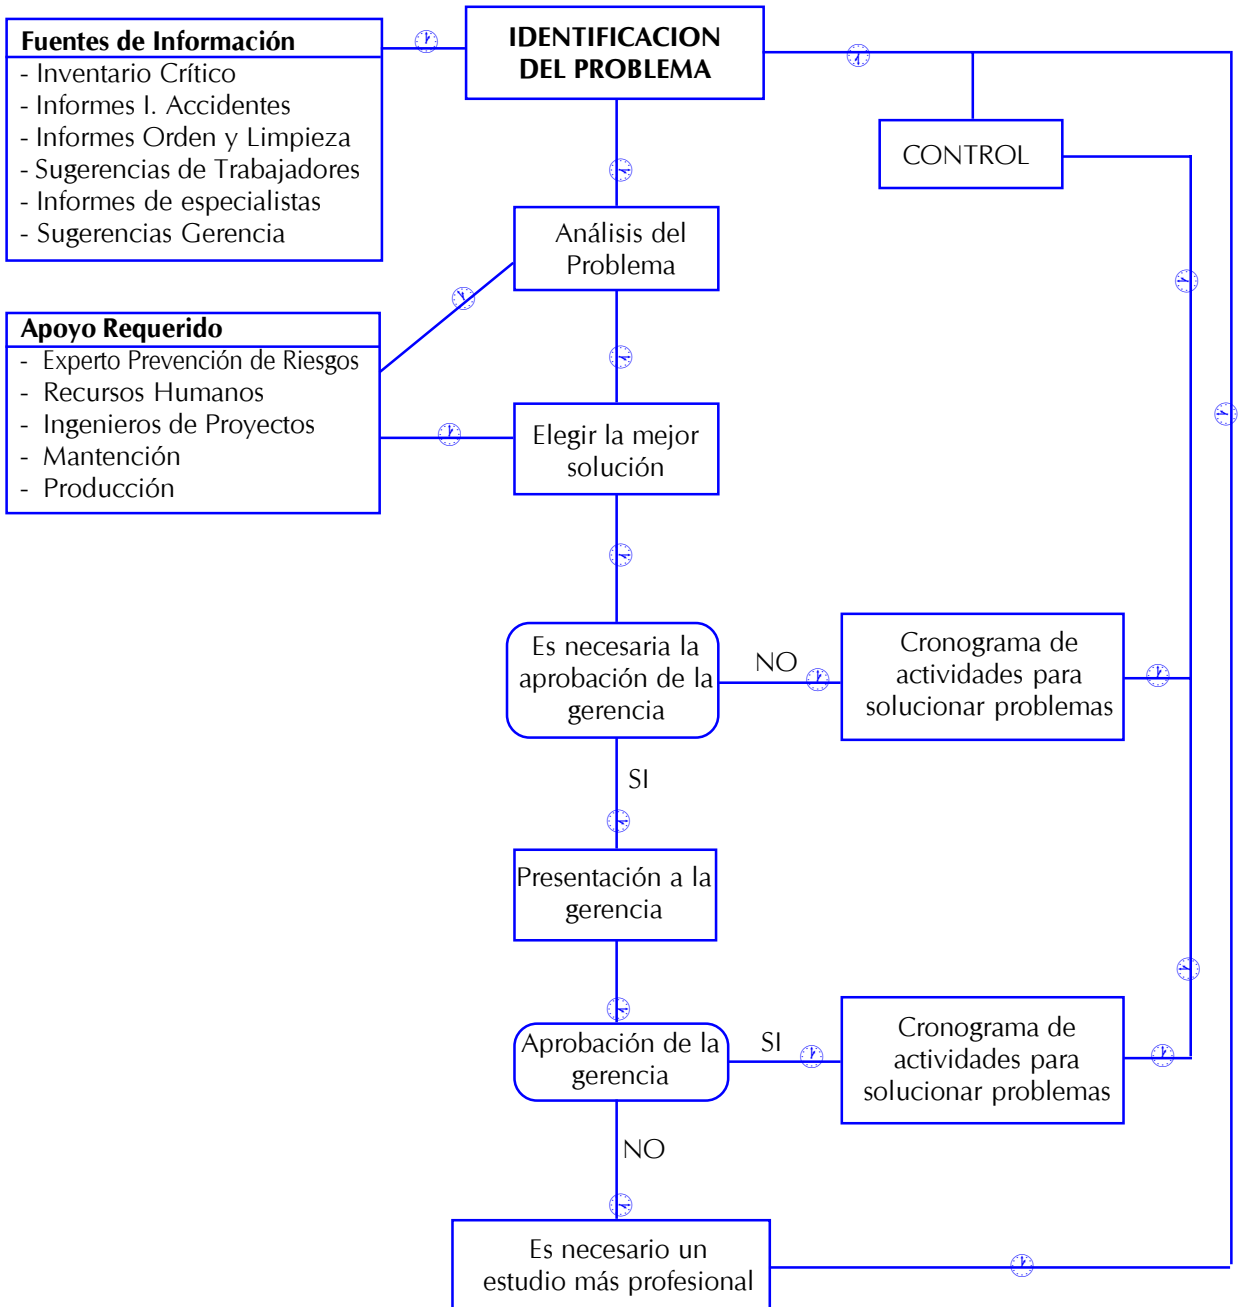 Fuentes de Información
- Inventario Crítico
- Informes I. Accidentes
- Informes Orden y Limpieza
- Sugerencias de Trabajadores
- Informes de especialistas
- Sugerencias Gerencia
IDENTIFICACION
DEL PROBLEMA
CONTROL
Análisis del
Problema
Apoyo Requerido
- Experto Prevención de Riesgos
- Recursos Humanos
- Ingenieros de Proyectos
- Mantención
- Producción
Elegir la mejor
solución
Es necesaria la
aprobación de la
gerencia
NO
Cronograma de
actividades para
solucionar problemas
SI
Presentación a la
gerencia
Aprobación de la
gerencia
SI
Cronograma de
actividades para
solucionar problemas
NO
Es necesario un
estudio más profesional